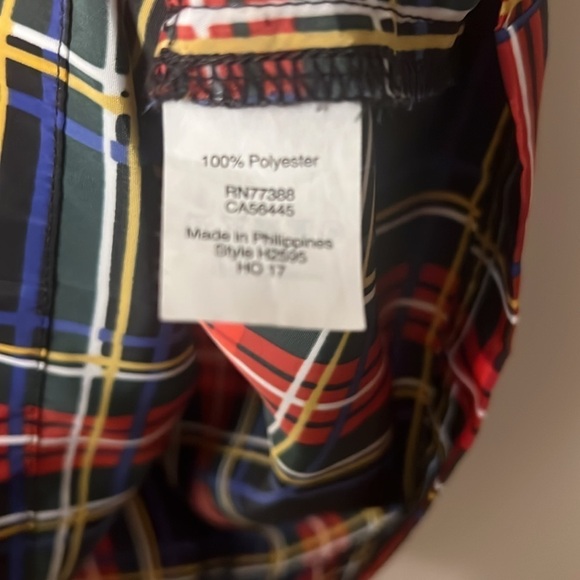 100% Polyester
RN77388
CA56445
Made in Philippines
Style H2595
HO 17